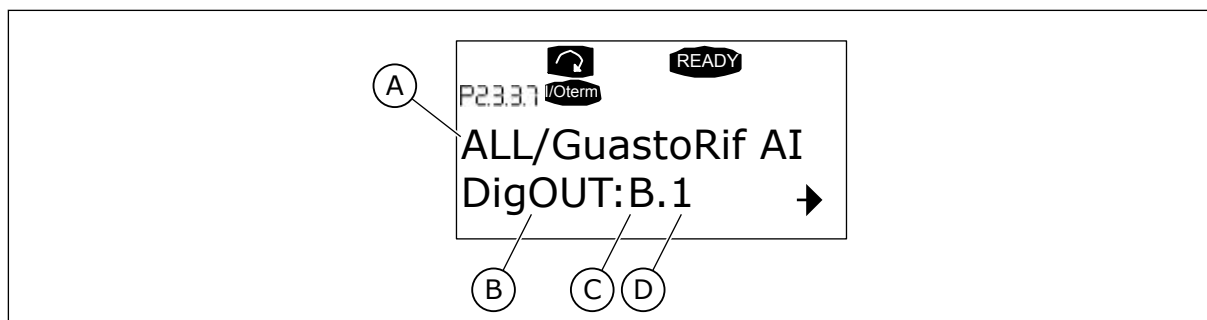 READY
A
P2.3.3.7 I/Oterm
ALL/GuastoRif AI
DigOUT:B.1
B C D